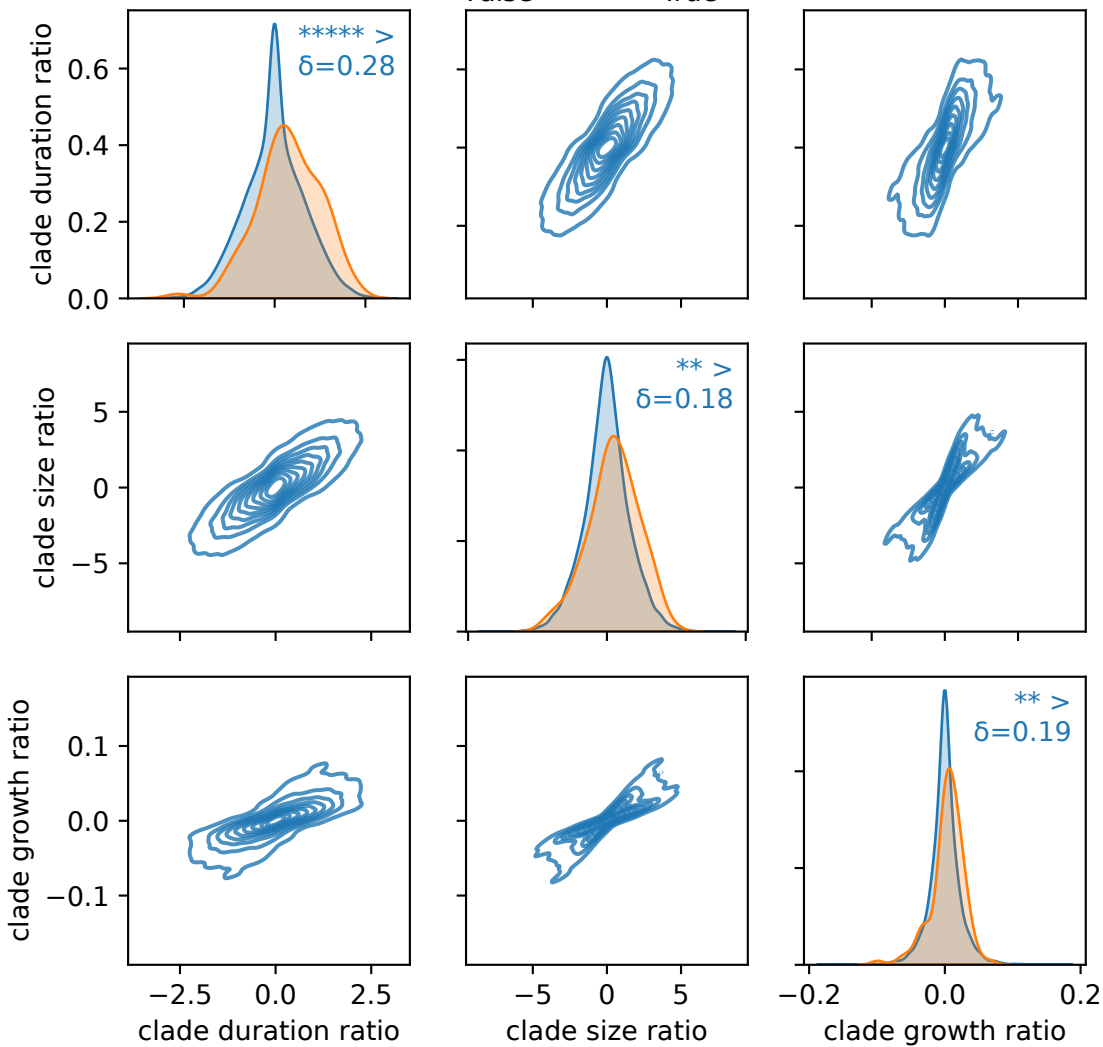 clade duration ratio
0.6
0.4
0.2
0.0
***** >
δ=0.28
clade size ratio
5
0
−5
** >
δ=0.18
clade growth ratio
0.1
0.0
−0.1
** >
δ=0.19
−2.5 0.0 2.5
−5 0 5
−0.2 0.0 0.2
clade duration ratio
clade size ratio
clade growth ratio